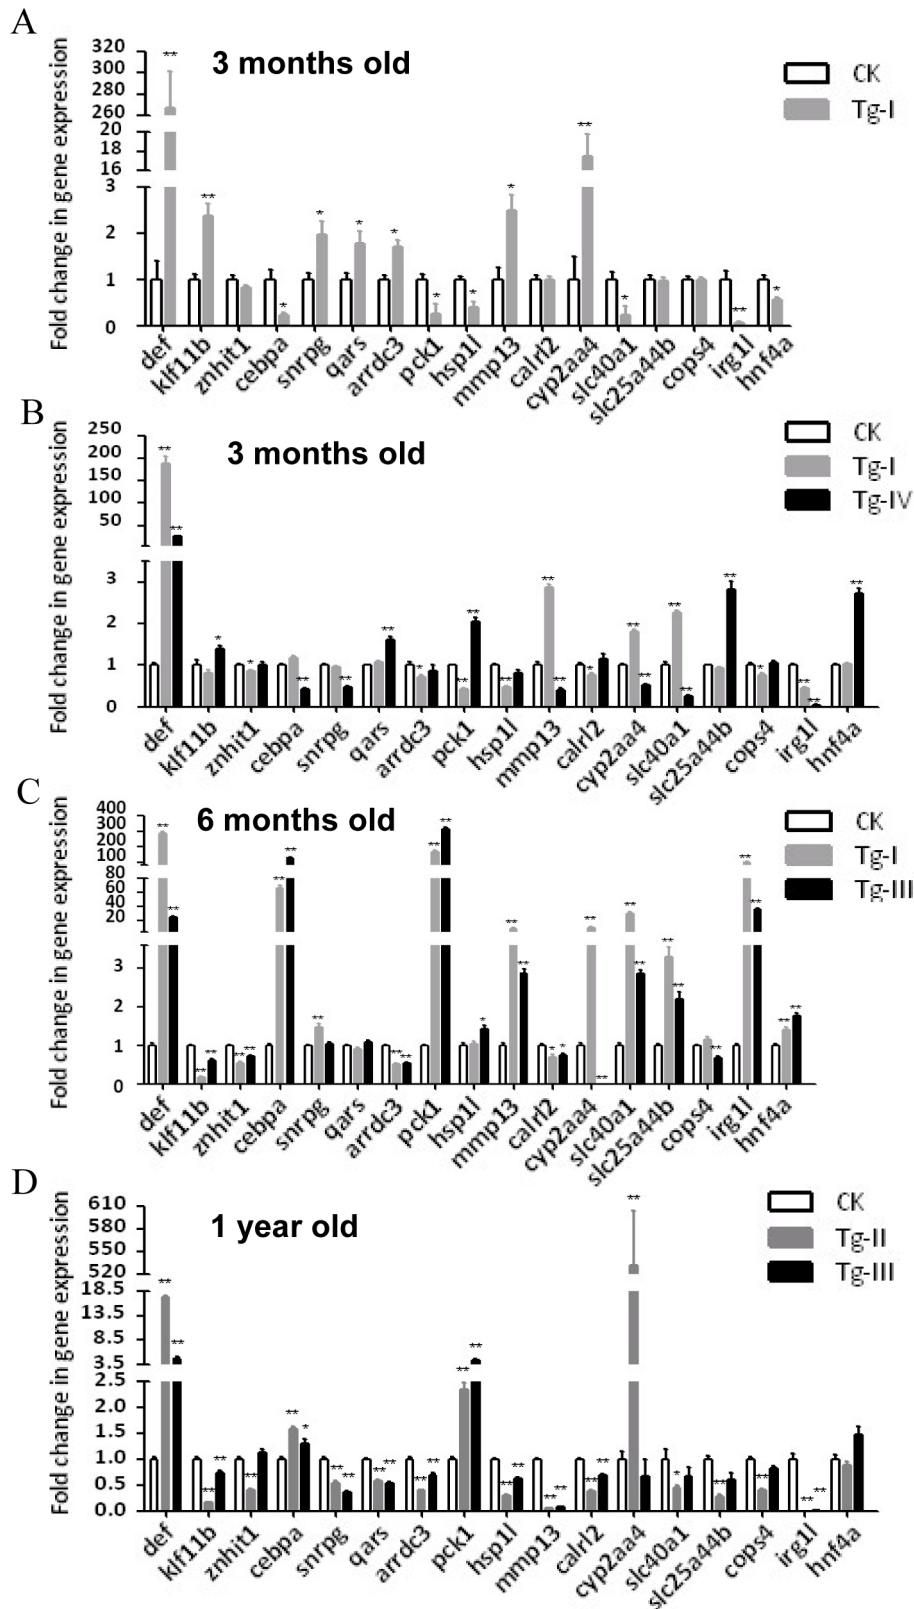 A
3 months old
CK
Tg-I
Fold change in gene expression
320
300
280
260
20
18
16
3
2
1
0
** ** * * * * * * * ** * ** *
def klf11b znhit1 cebpa snrpg qars arrdc3 pck1 hsp1l mmp13 calrl2 cyp2aa4 slc40a1 slc25a44b cops4 irg1l hnf4a
B
3 months old
CK
Tg-I
Tg-IV
Fold change in gene expression
250
200
150
100
50
3
2
1
0
** ** * * ** ** ** * ** ** ** ** * ** ** ** ** ** * ** ** **
def klf11b znhit1 cebpa snrpg qars arrdc3 pck1 hsp1l mmp13 calrl2 cyp2aa4 slc40a1 slc25a44b cops4 irg1l hnf4a
C
6 months old
CK
Tg-I
Tg-III
Fold change in gene expression
400
300
200
100
80
60
40
20
3
2
1
0
** ** ** ** ** ** ** ** ** ** ** ** ** * ** ** * * ** ** ** ** ** ** ** ** ** ** **
def klf11b znhit1 cebpa snrpg qars arrdc3 pck1 hsp1l mmp13 calrl2 cyp2aa4 slc40a1 slc25a44b cops4 irg1l hnf4a
D
1 year old
CK
Tg-II
Tg-III
Fold change in gene expression
610
580
550
520
18.5
13.5
8.5
3.5
2.5
2.0
1.5
1.0
0.5
0.0
** ** ** ** ** ** * ** ** ** ** ** ** ** ** ** ** ** ** ** ** ** ** * ** ** ** **
def klf11b znhit1 cebpa snrpg qars arrdc3 pck1 hsp1l mmp13 calrl2 cyp2aa4 slc40a1 slc25a44b cops4 irg1l hnf4a